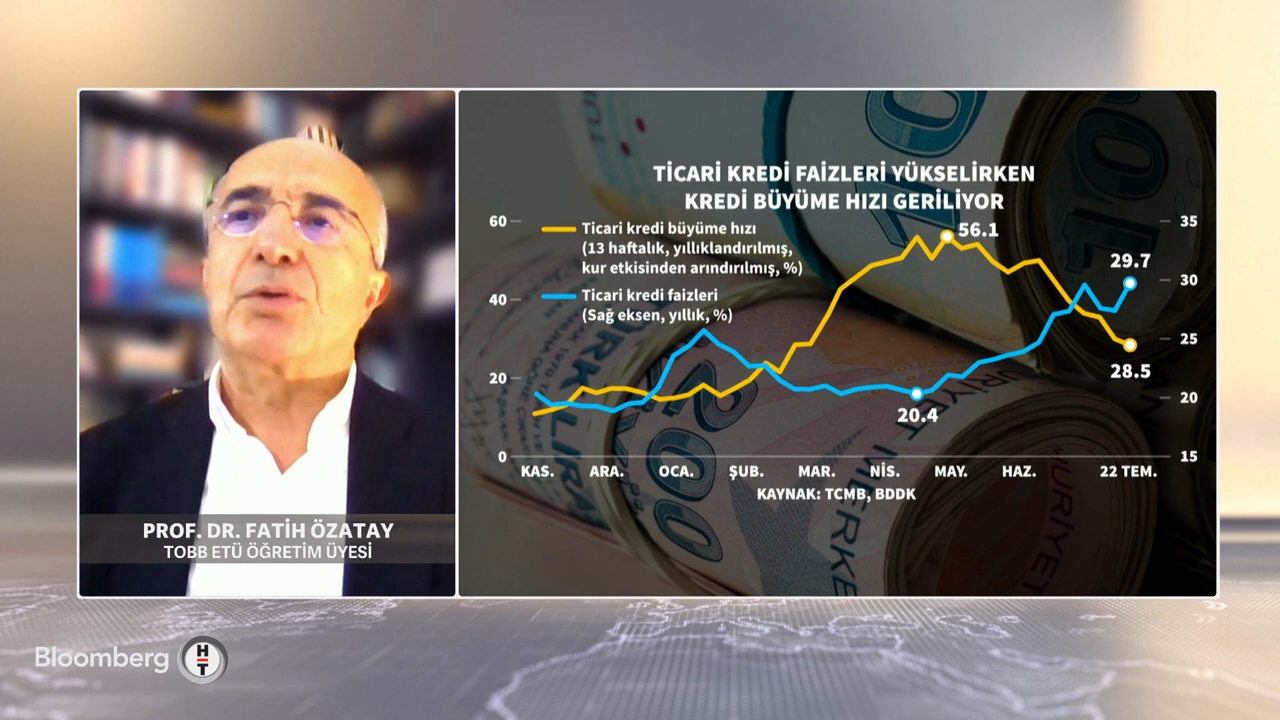 TİCARİ KREDİ FAİZLERİ YÜKSELİRKEN
KREDİ BÜYÜME HIZI GERİLİYOR
Ticari kredi büyüme hızı
(13 haftalık, yıllıklandırılmış,
kur etkisinden arındırılmış, %)
Ticari kredi faizleri
(Sağ eksen, yıllık, %)
60
40
20
0
35
30
25
20
15
56.1
29.7
28.5
20.4
KAS. ARA. OCA. ŞUB. MAR. NİS. MAY. HAZ. 22 TEM.
KAYNAK: TCMB, BDDK
200
PROF. DR. FATİH ÖZATAY
TOBB ETÜ ÖĞRETİM ÜYESİ
Bloomberg HT